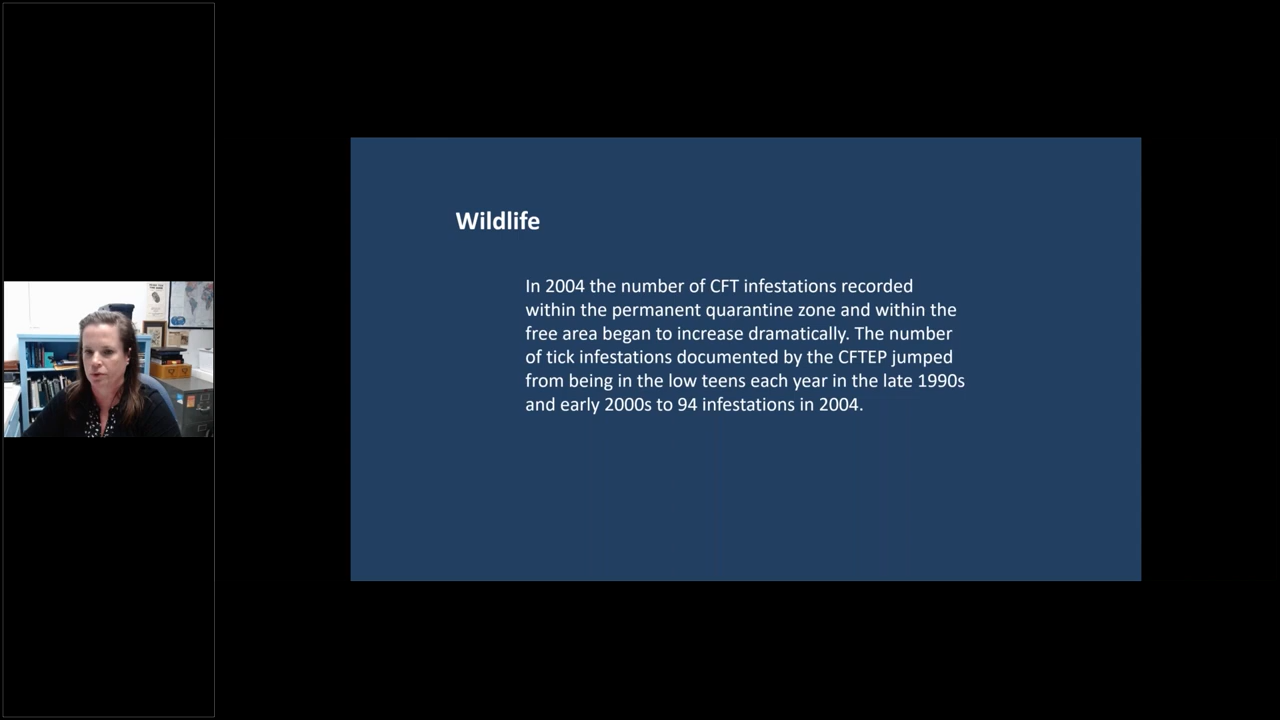 Wildlife
In 2004 the number of CFT infestations recorded
within the permanent quarantine zone and within the
free area began to increase dramatically. The number
of tick infestations documented by the CFTEP jumped
from being in the low teens each year in the late 1990s
and early 2000s to 94 infestations in 2004.